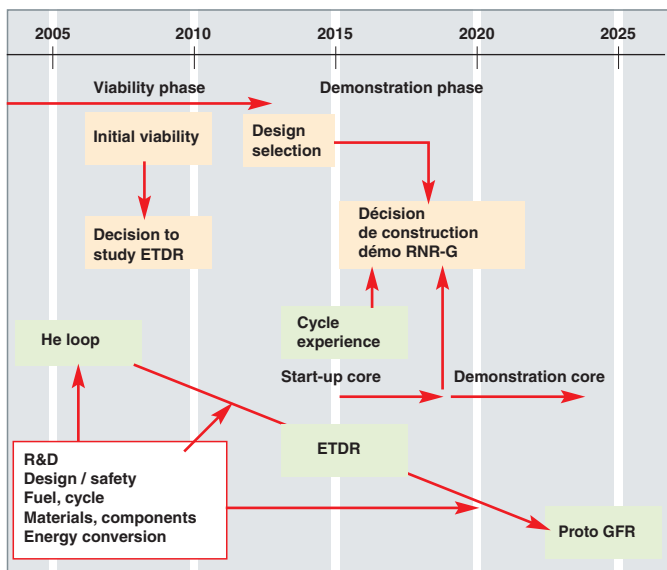 2005
2010
2015
2020
2025
Viability phase
Demonstration phase
Initial viability
Design
selection
Decision to
study ETDR
Décision
de construction
démo RNR-G
He loop
Cycle
experience
Start-up core
Demonstration core
R&D
Design / safety
Fuel, cycle
Materials, components
Energy conversion
ETDR
Proto GFR